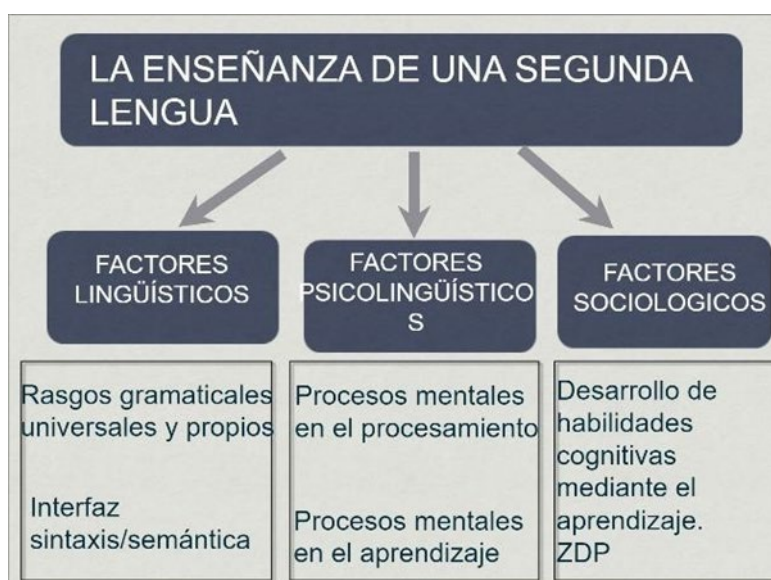 LA ENSEÑANZA DE UNA SEGUNDA
LENGUA
FACTORES
LINGÜÍSTICOS
FACTORES
PSICOLINGÜÍSTICO
S
FACTORES
SOCIOLOGICOS
Rasgos gramaticales
universales y propios
Interfaz
sintaxis/semántica
Procesos mentales
en el procesamiento
Procesos mentales
en el aprendizaje
Desarrollo de
habilidades
cognitivas
mediante el
aprendizaje.
ZDP